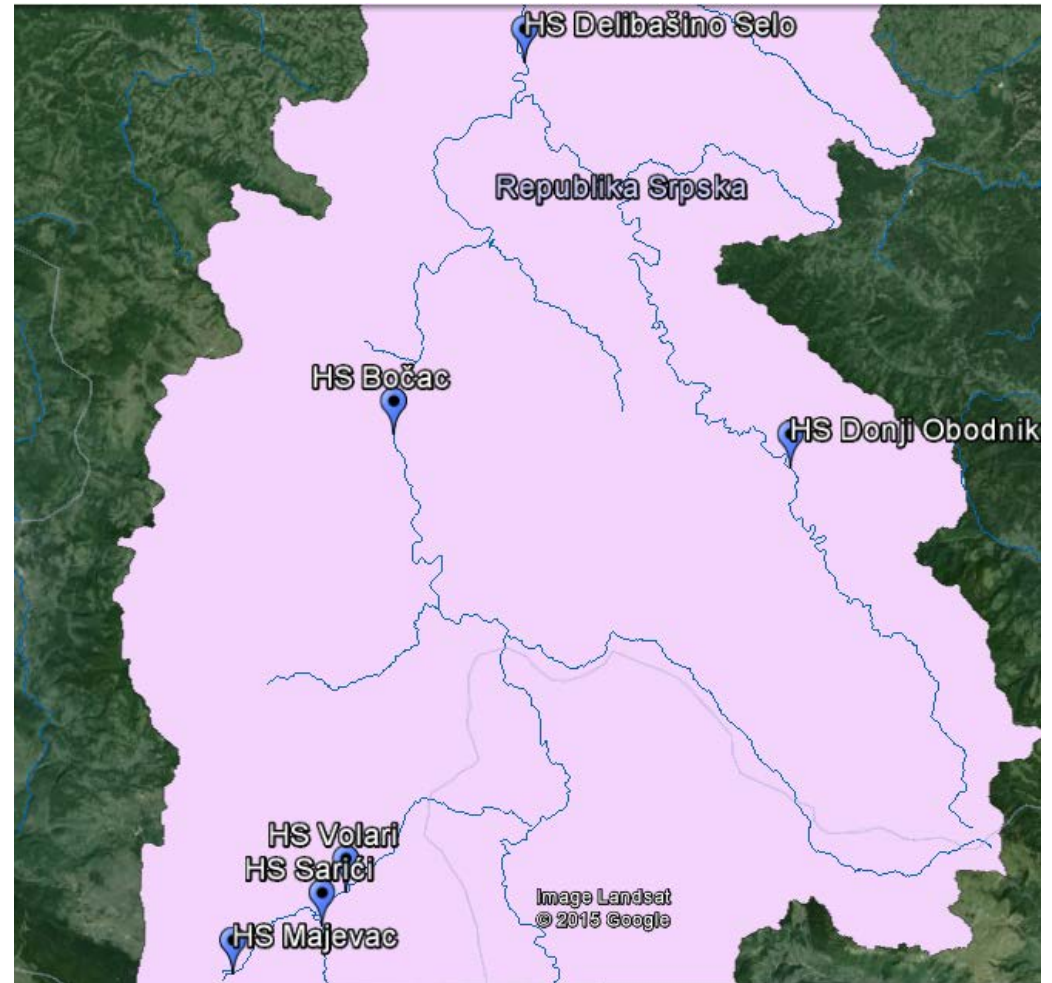 HS Delibašino Selo
Republika Srpska
HS Bočac
HS Donji Obodnik
HS Volari
HS Sarići
HS Majevac
Image Landsat
© 2015 Google